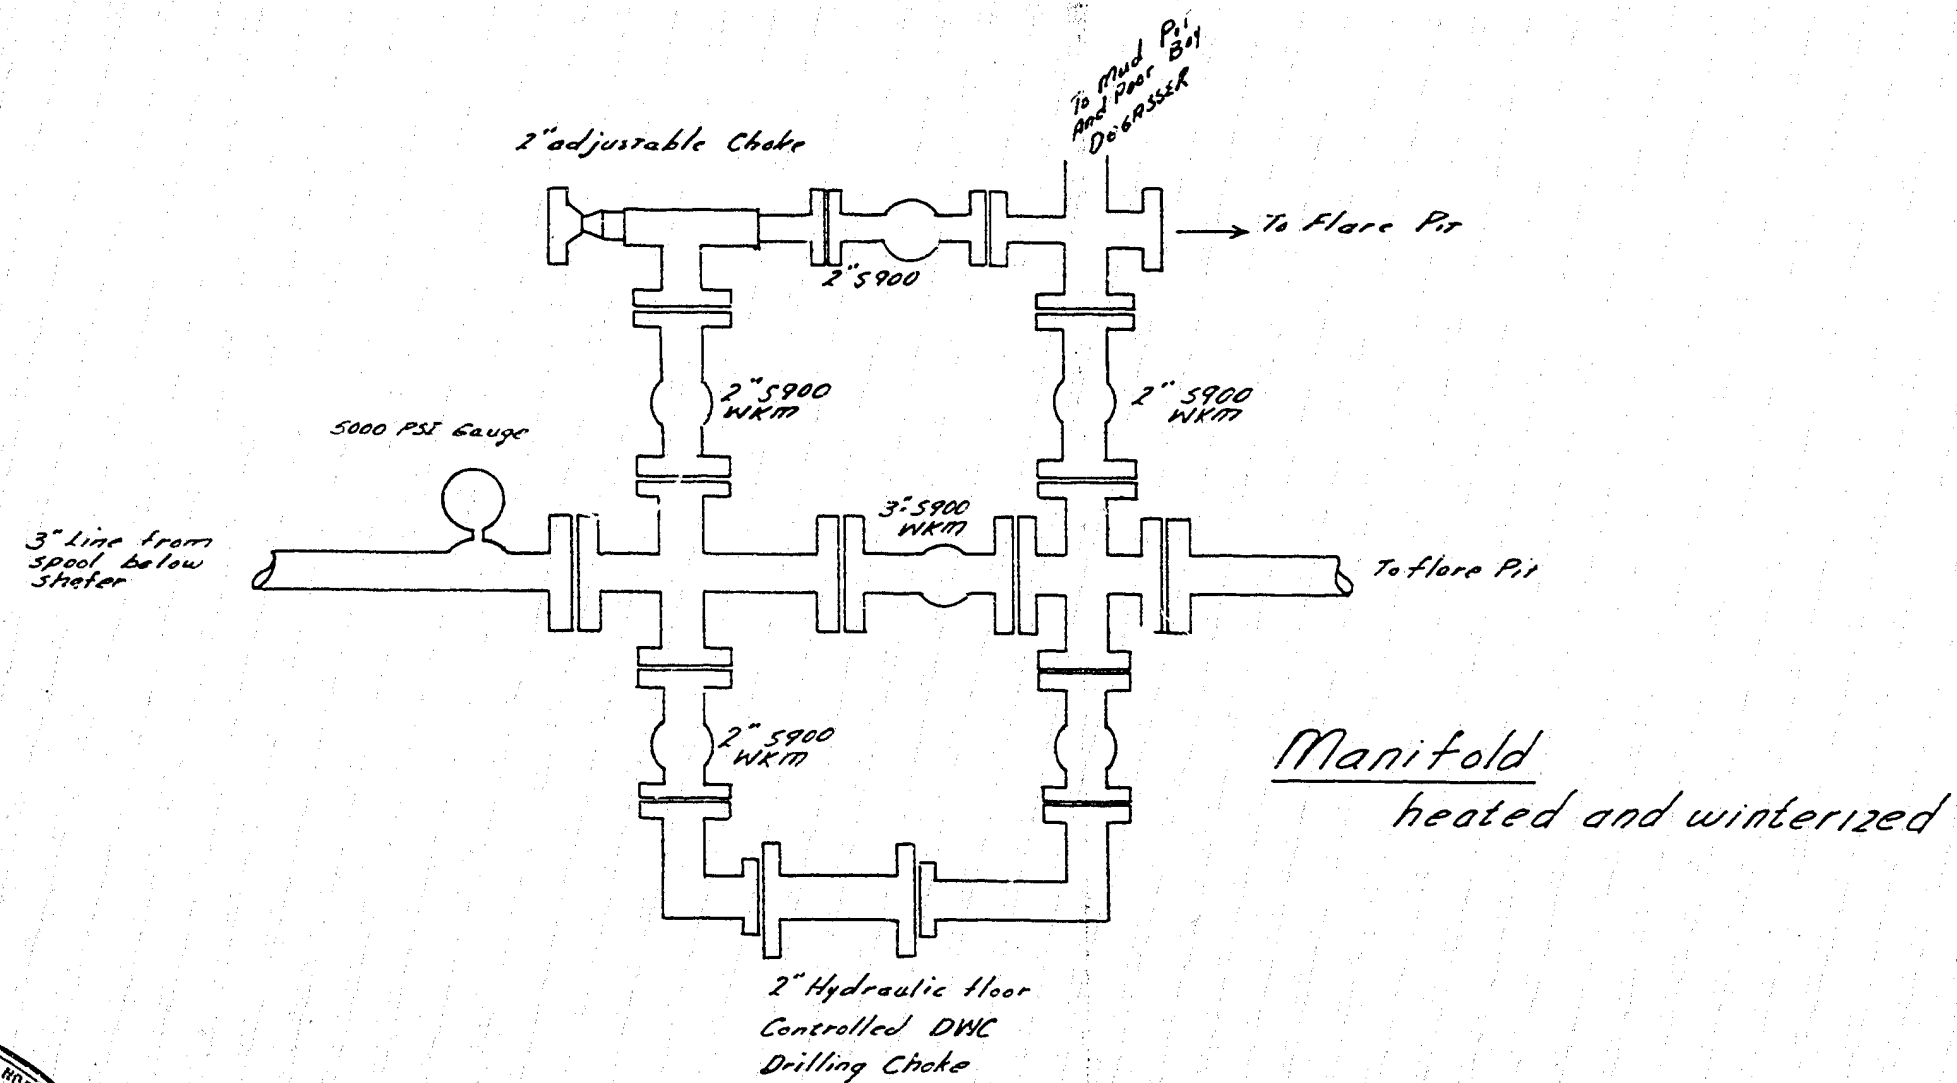 To Mud Pit
And Poor Boy
DeGASSER
2" adjustable Choke
To Flare Pit
2" S900
2" S900
WKM
2" S900
WKM
5000 PSI Gauge
3" S900
WKM
3" Line from
spool below
shafer
To flare Pit
2" S900
WKM
Manifold
heated and winterized
2" Hydraulic floor
Controlled DWC
Drilling Choke